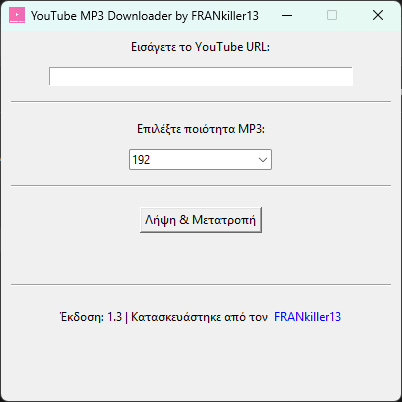 YouTube MP3 Downloader by FRANkiller13
Εισάγετε το YouTube URL:
Επιλέξτε ποιότητα MP3:
192
Λήψη & Μετατροπή
Έκδοση: 1.3 | Κατασκευάστηκε από τον FRANkiller13